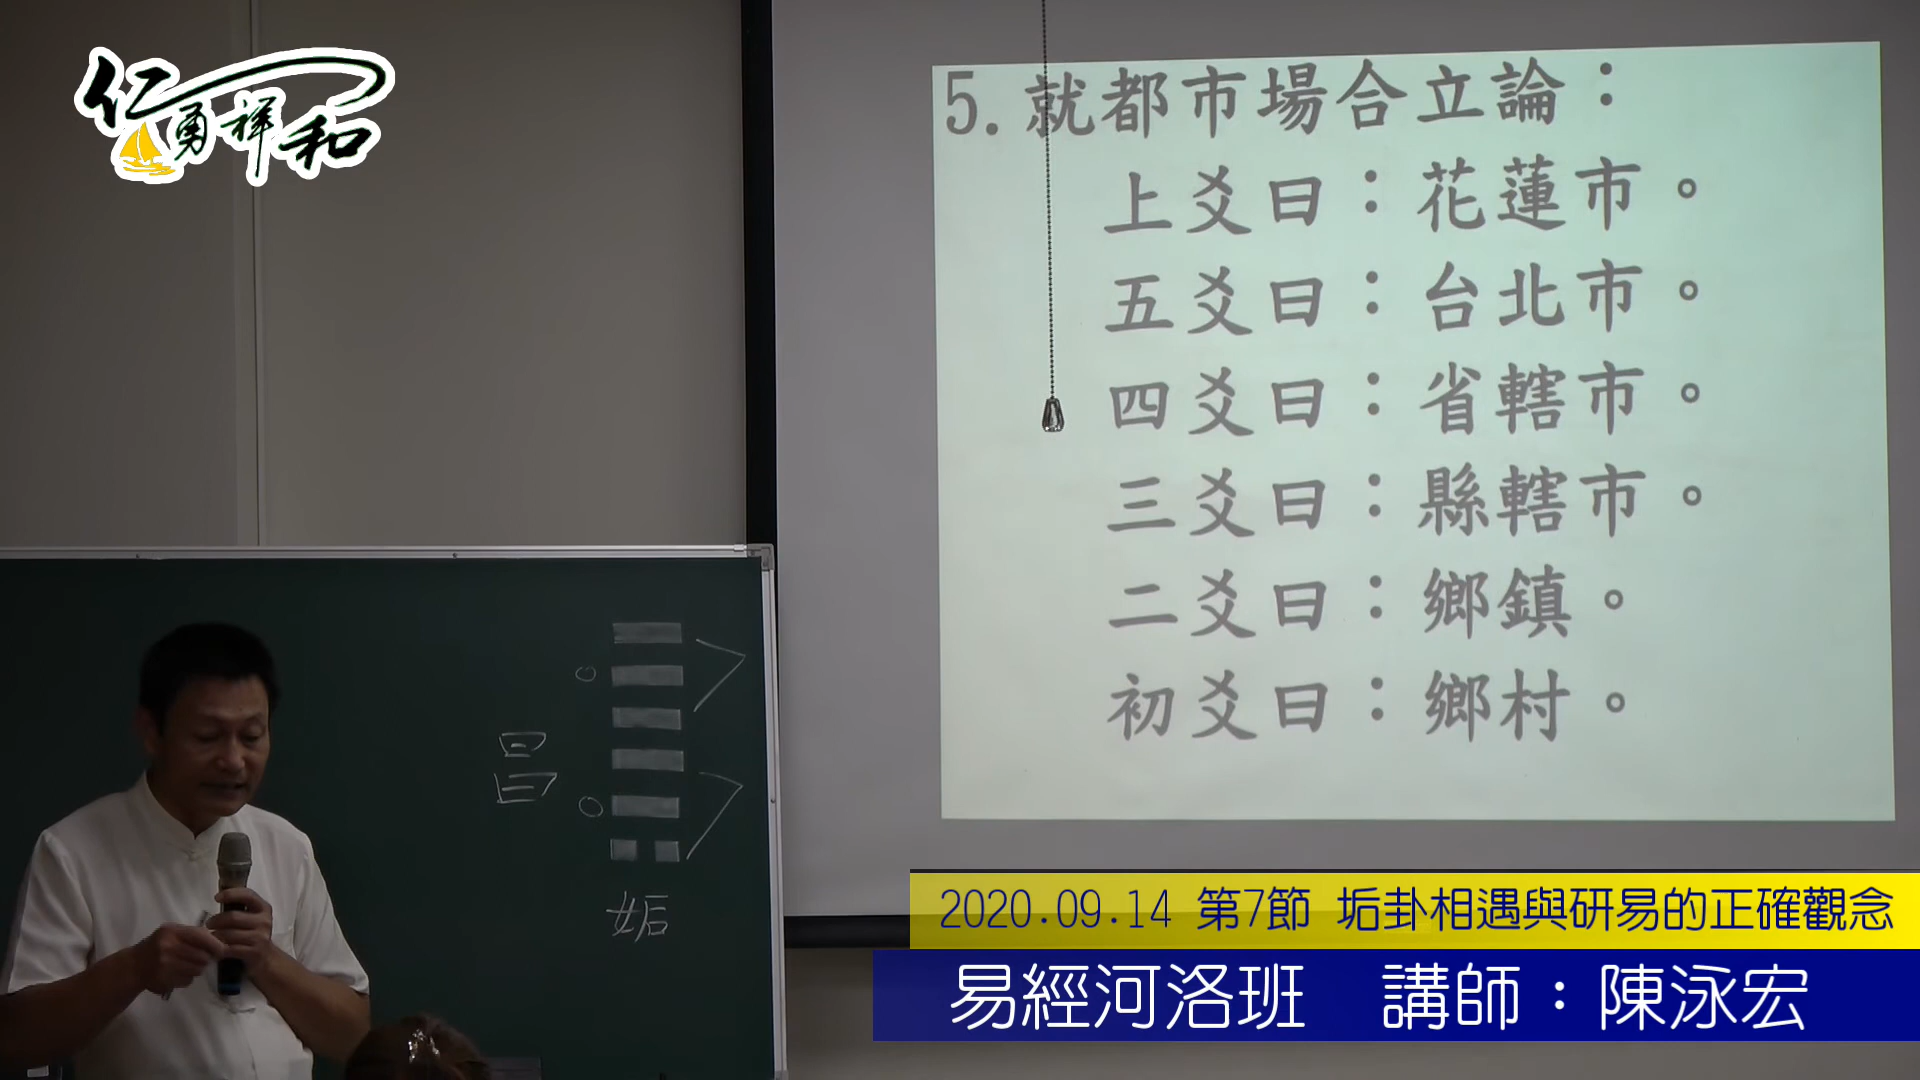 仁勇祥和
5.就都市場合立論：
上爻曰：花蓮市。
五爻曰：台北市。
四爻曰：省轄市。
三爻曰：縣轄市。
二爻曰：鄉鎮。
初爻曰：鄉村。
姤
2020.09.14 第7節 垢卦相遇與研易的正確觀念
易經河洛班 講師：陳泳宏